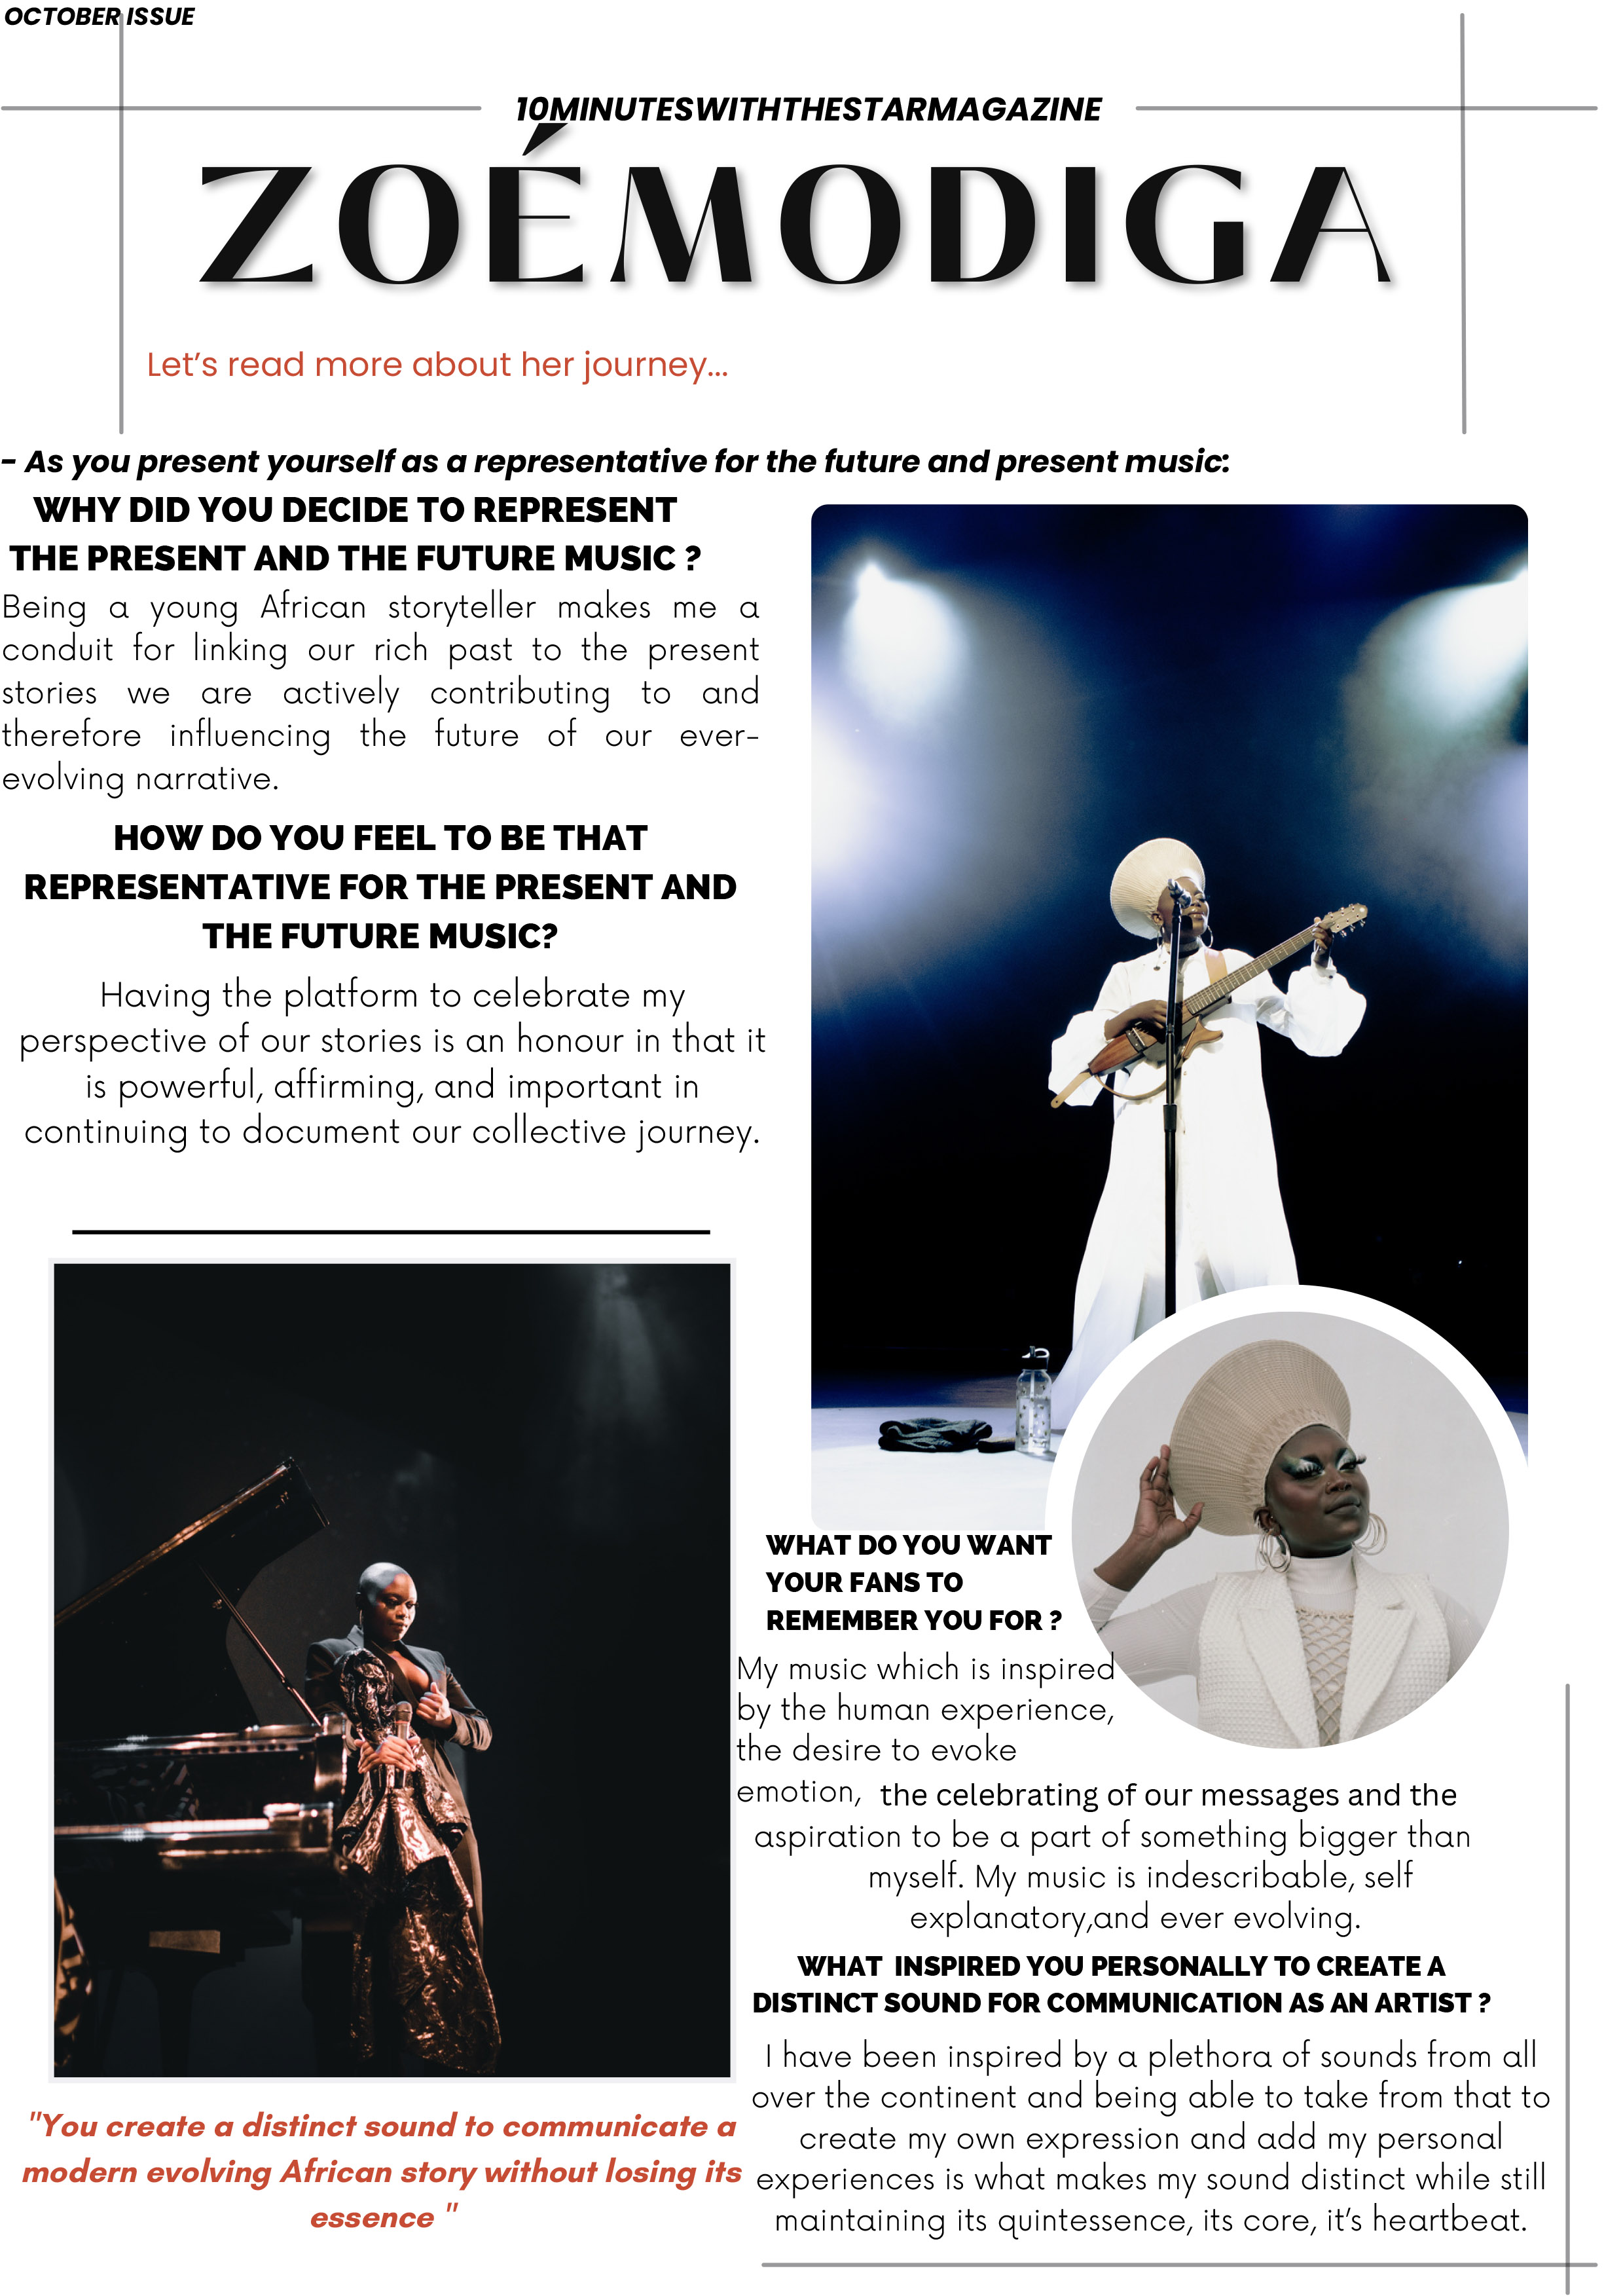 OCTOBER ISSUE
10MINUTESWITHTHESTARMAGAZINE
ZOÉMODIGA
Let's read more about her journey...
- As you present yourself as a representative for the future and present music:
WHY DID YOU DECIDE TO REPRESENT
THE PRESENT AND THE FUTURE MUSIC ?
Being a young African storyteller makes me a
conduit for linking our rich past to the present
stories we are actively contributing to and
therefore influencing the future of our ever-
evolving narrative.
HOW DO YOU FEEL TO BE THAT
REPRESENTATIVE FOR THE PRESENT AND
THE FUTURE MUSIC?
Having the platform to celebrate my
perspective of our stories is an honour in that it
is powerful, affirming, and important in
continuing to document our collective journey.
"You create a distinct sound to communicate a
modern evolving African story without losing its
essence "
WHAT DO YOU WANT
YOUR FANS TO
REMEMBER YOU FOR ?
My music which is inspired
by the human experience,
the desire to evoke
emotion, the celebrating of our messages and the
aspiration to be a part of something bigger than
myself. My music is indescribable, self
explanatory,and ever evolving.
WHAT  INSPIRED YOU PERSONALLY TO CREATE A
DISTINCT SOUND FOR COMMUNICATION AS AN ARTIST ?
I have been inspired by a plethora of sounds from all
over the continent and being able to take from that to
create my own expression and add my personal
experiences is what makes my sound distinct while still
maintaining its quintessence, its core, it's heartbeat.